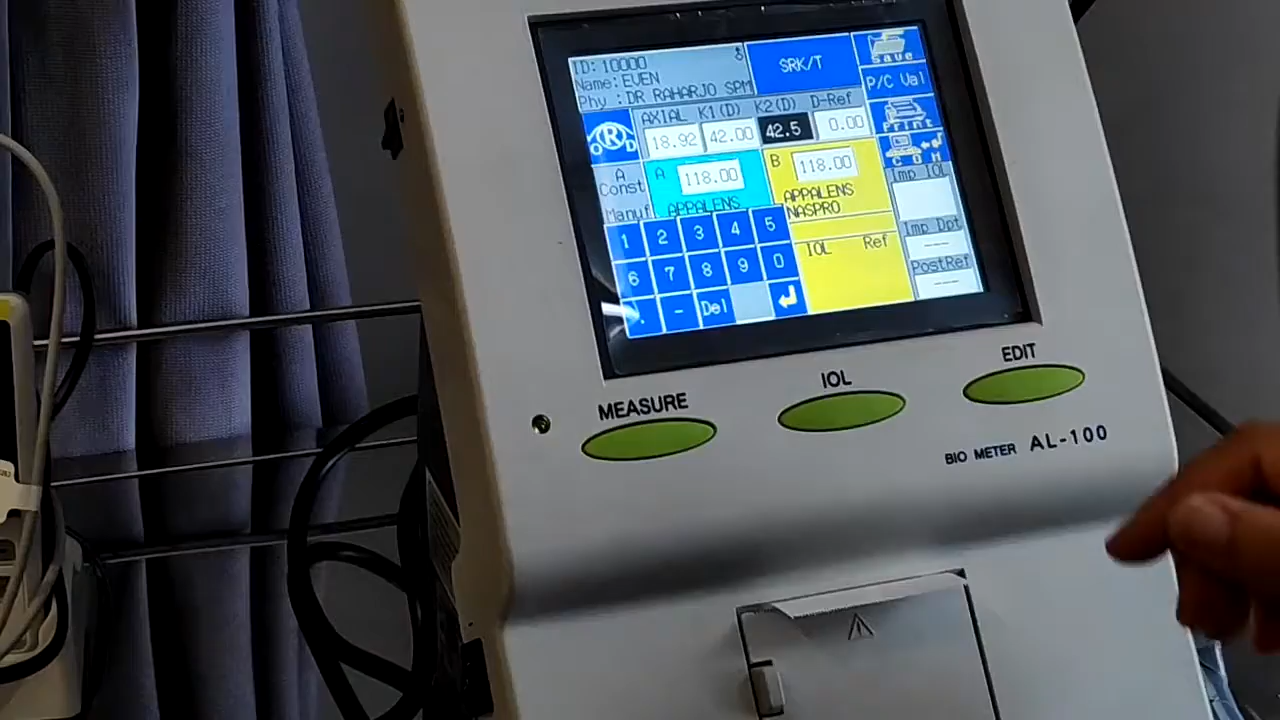 ID:10000
Name:EVEN
Phy :DR RAHARJO SPM
SRK/T
Save
P/C Val
Print
COM
AXIAL K1(D) K2(D) D-Ref
18.92 42.00 42.5 0.00
R
OD
A
Const
Manuf
A 118.00
APPALENS
B 118.00
APPALENS
NASPRO
IOL Ref
Imp IOL
Imp Dpt
----
PostRef
----
1 2 3 4 5
6 7 8 9 0
. - Del
MEASURE
IOL
EDIT
BIO METER AL-100